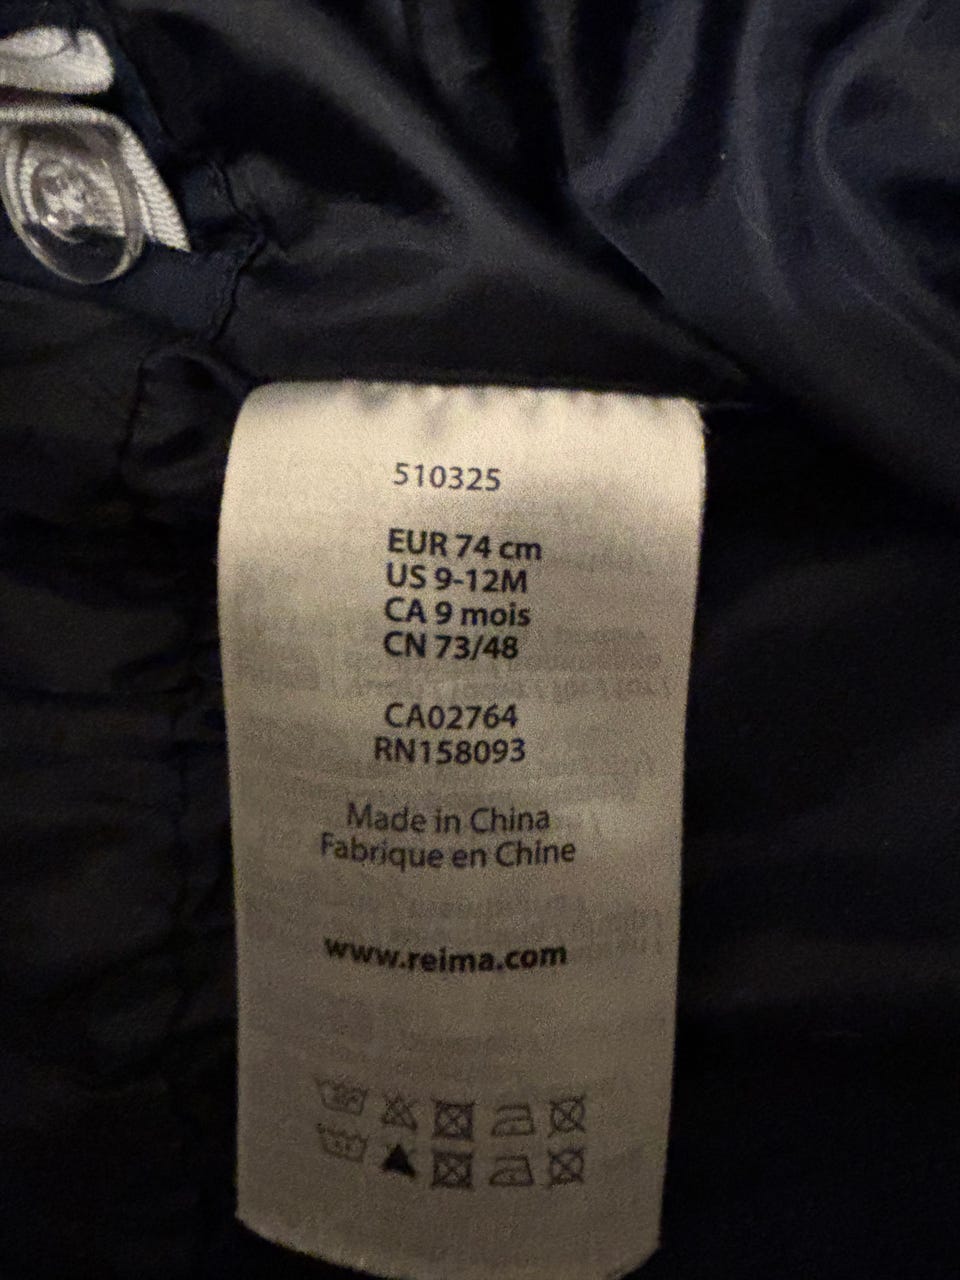 510325
EUR 74 cm
US 9-12M
CA 9 mois
CN 73/48
CA02764
RN158093
Made in China
Fabrique en Chine
www.reima.com